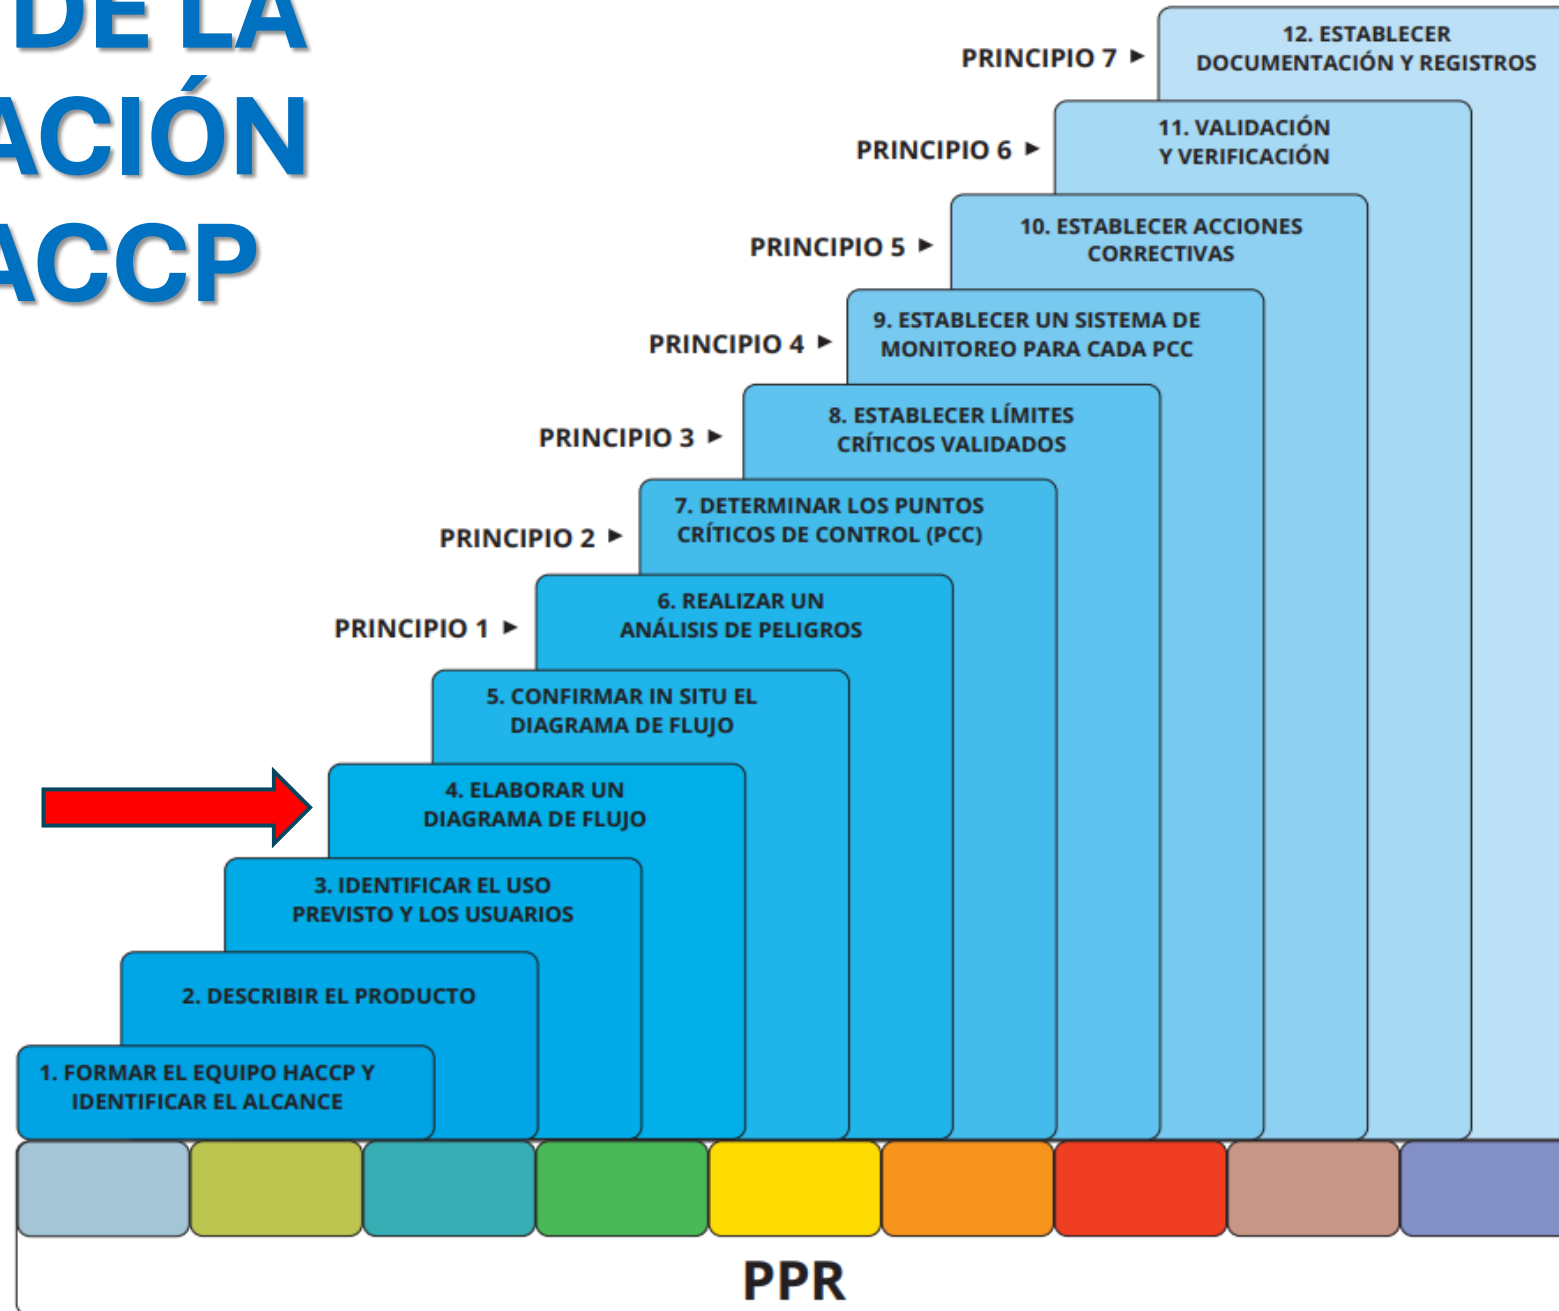 DE LA
ACIÓN
ACCP
PRINCIPIO 7 ►
12. ESTABLECER
DOCUMENTACIÓN Y REGISTROS
PRINCIPIO 6 ►
11. VALIDACIÓN
Y VERIFICACIÓN
PRINCIPIO 5 ►
10. ESTABLECER ACCIONES
CORRECTIVAS
PRINCIPIO 4 ►
9. ESTABLECER UN SISTEMA DE
MONITOREO PARA CADA PCC
PRINCIPIO 3 ►
8. ESTABLECER LÍMITES
CRÍTICOS VALIDADOS
PRINCIPIO 2 ►
7. DETERMINAR LOS PUNTOS
CRÍTICOS DE CONTROL (PCC)
PRINCIPIO 1 ►
6. REALIZAR UN
ANÁLISIS DE PELIGROS
5. CONFIRMAR IN SITU EL
DIAGRAMA DE FLUJO
4. ELABORAR UN
DIAGRAMA DE FLUJO
3. IDENTIFICAR EL USO
PREVISTO Y LOS USUARIOS
2. DESCRIBIR EL PRODUCTO
1. FORMAR EL EQUIPO HACCP Y
IDENTIFICAR EL ALCANCE
PPR